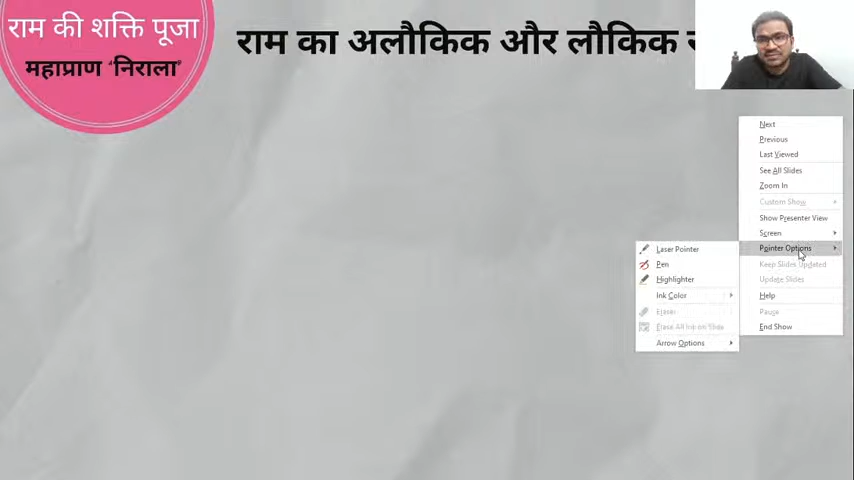 राम की शक्ति पूजा
महाप्राण 'निराला'
राम का अलौकिक और लौकिक
Next
Previous
Last Viewed
See All Slides
Zoom In
Custom Show
Show Presenter View
Screen
Pointer Options
Keep Slides Updated
Update Slides
Help
Pause
End Show
Laser Pointer
Pen
Highlighter
Ink Color
Eraser
Erase All Ink on Slide
Arrow Options